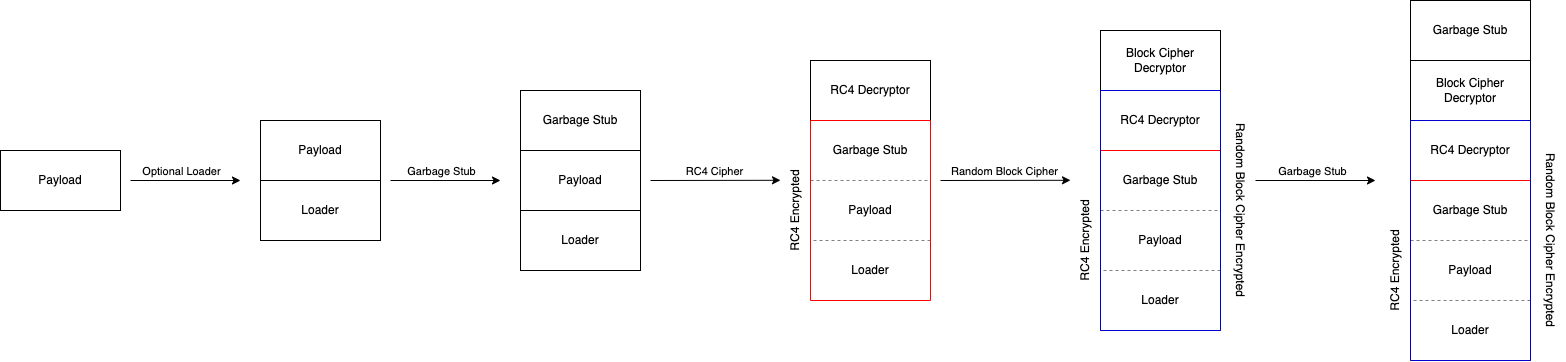 Payload
Optional Loader
Payload
Loader
Garbage Stub
Garbage Stub
Payload
Loader
RC4 Cipher
RC4 Decryptor
Garbage Stub
Payload
Loader
RC4 Encrypted
Random Block Cipher
Block Cipher
Decryptor
RC4 Decryptor
Garbage Stub
Payload
Loader
RC4 Encrypted
Random Block Cipher Encrypted
Garbage Stub
Garbage Stub
Block Cipher
Decryptor
RC4 Decryptor
Garbage Stub
Payload
Loader
RC4 Encrypted
Random Block Cipher Encrypted